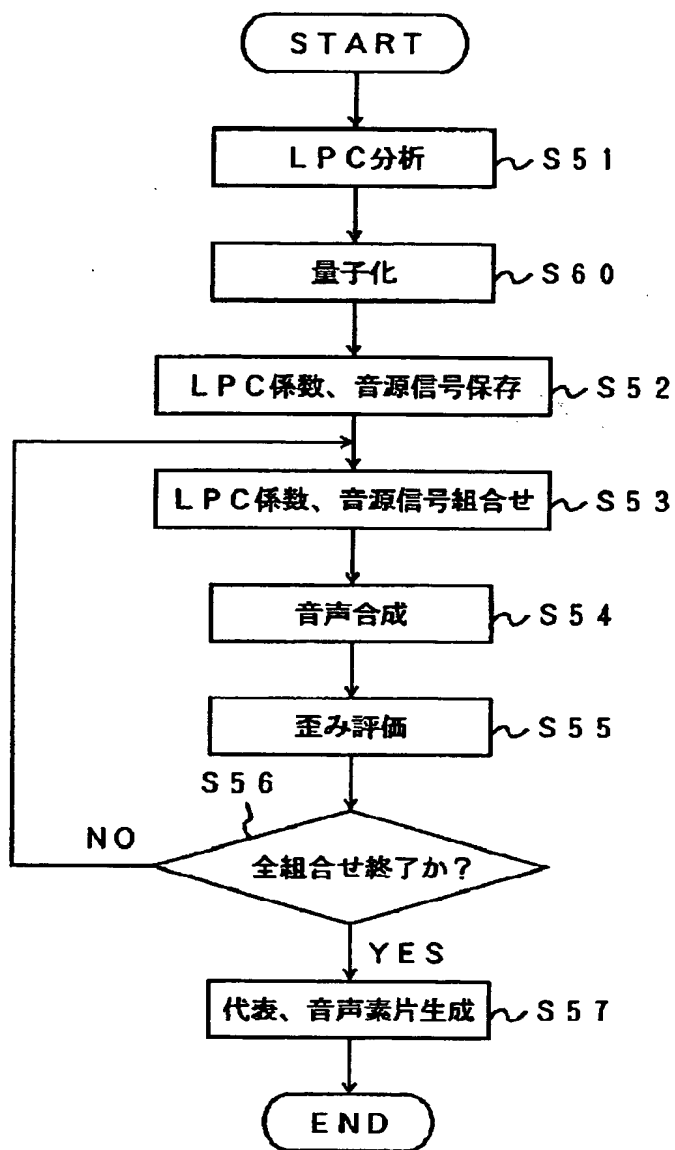 START
LPC分析
S51
量子化
S60
LPC係数、音源信号保存
S52
LPC係数、音源信号組合せ
S53
音声合成
S54
歪み評価
S55
S56
NO
全組合せ終了か?
YES
代表、音声素片生成
S57
END